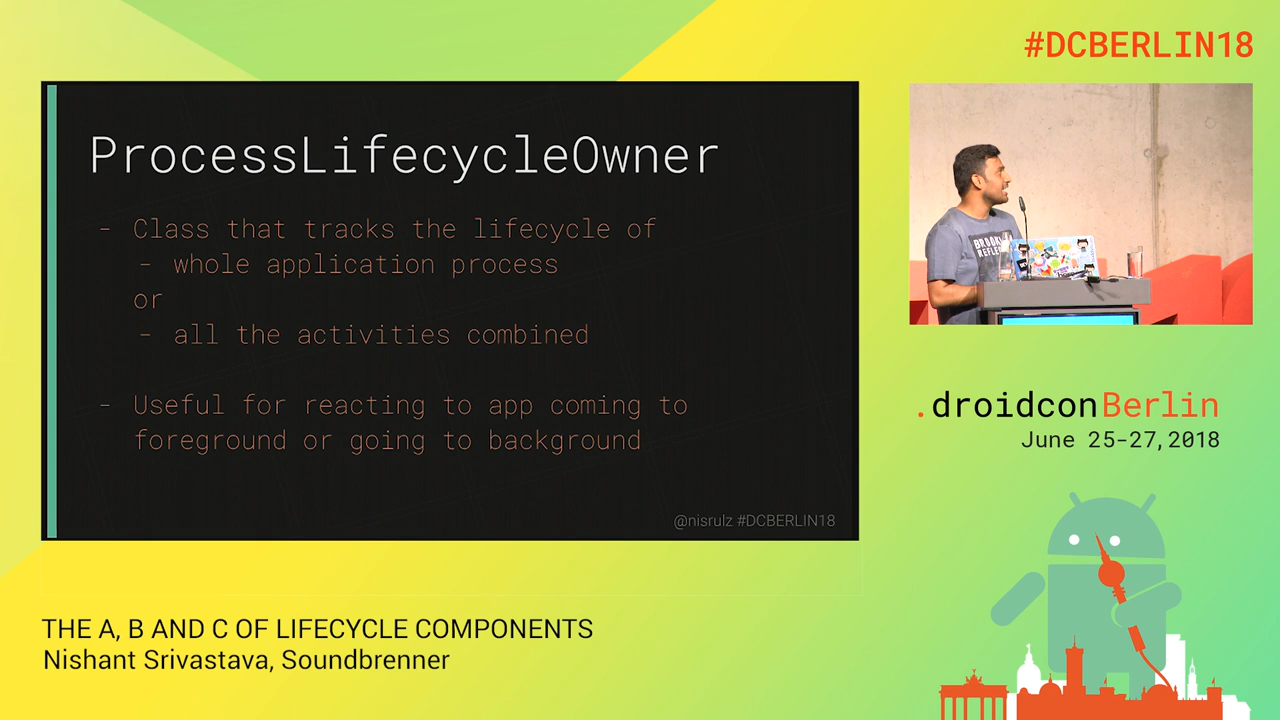 #DCBERLIN18
ProcessLifecycleOwner
- Class that tracks the lifecycle of
- whole application process
or
- all the activities combined
- Useful for reacting to app coming to
foreground or going to background
@nisrulz #DCBERLIN18
BROOK
REFLE
.droidconBerlin
June 25-27, 2018
THE A, B AND C OF LIFECYCLE COMPONENTS
Nishant Srivastava, Soundbrenner